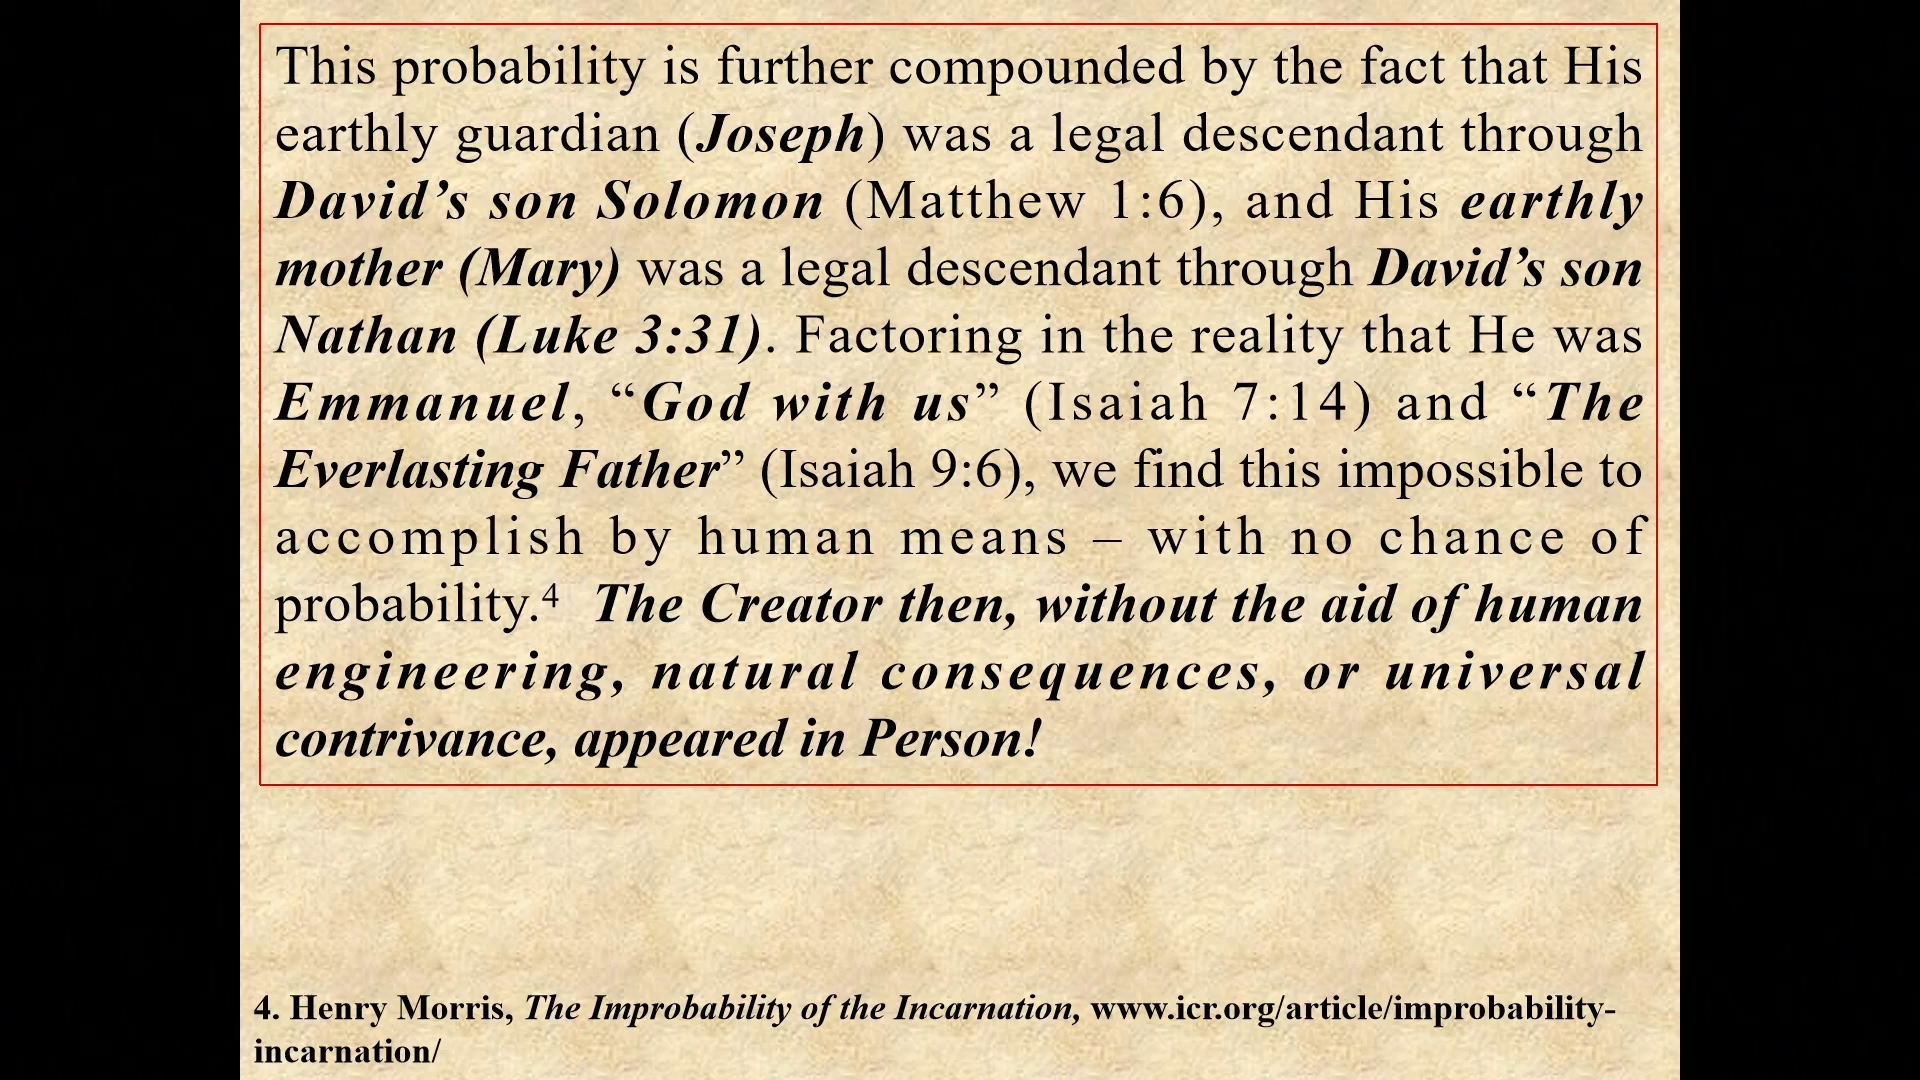 This probability is further compounded by the fact that His
earthly guardian (Joseph) was a legal descendant through
David’s son Solomon (Matthew 1:6), and His earthly
mother (Mary) was a legal descendant through David’s son
Nathan (Luke 3:31). Factoring in the reality that He was
Emmanuel, “God with us” (Isaiah 7:14) and “The
Everlasting Father” (Isaiah 9:6), we find this impossible to
accomplish by human means – with no chance of
probability.⁴ The Creator then, without the aid of human
engineering, natural consequences, or universal
contrivance, appeared in Person!
4. Henry Morris, The Improbability of the Incarnation, www.icr.org/article/improbability-
incarnation/